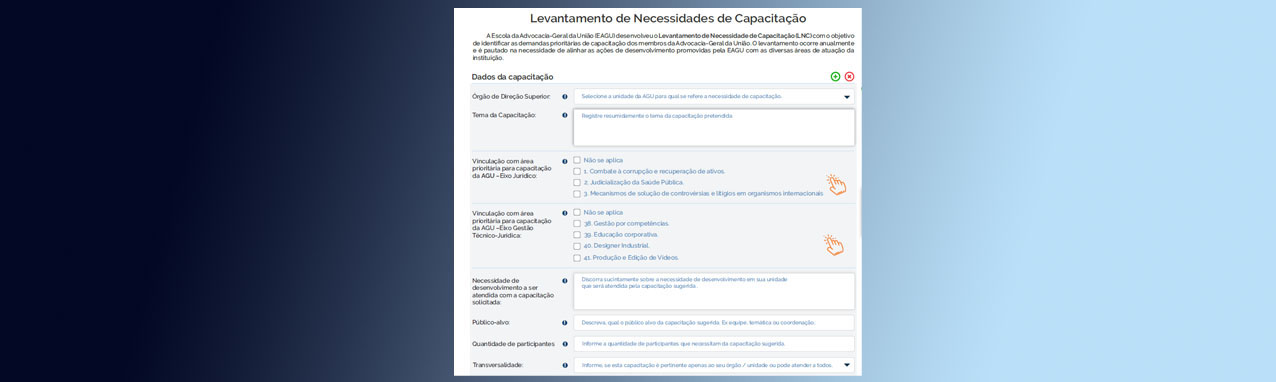 Levantamento de Necessidades de Capacitação
A Escola da Advocacia-Geral da União (EAGU) desenvolveu o Levantamento de Necessidade de Capacitação (LNC) com o objetivo
de identificar as demandas prioritárias de capacitação dos membros da Advocacia-Geral da União. O levantamento ocorre anualmente
e é pautado na necessidade de alinhar as ações de desenvolvimento promovidas pela EAGU com as diversas áreas de atuação da
instituição.
Dados da capacitação
Órgão de Direção Superior:
Selecione a unidade da AGU para qual se refere a necessidade de capacitação.
Tema da Capacitação:
Registre resumidamente o tema da capacitação pretendida
Vinculação com área
prioritária para capacitação
da AGU – Eixo Jurídico:
Não se aplica
1. Combate à corrupção e recuperação de ativos.
2. Judicialização da Saúde Pública.
3. Mecanismos de solução de controvérsias e litígios em organismos internacionais
Vinculação com área
prioritária para capacitação
da AGU –Eixo Gestão
Técnico-Jurídica:
Não se aplica
38. Gestão por competências.
39. Educação corporativa.
40. Designer Industrial.
41. Produção e Edição de Vídeos.
Necessidade de
desenvolvimento a ser
atendida com a capacitação
solicitada:
Discorra sucintamente sobre a necessidade de desenvolvimento em sua unidade
que será atendida pela capacitação sugerida.
Público-alvo:
Descreva, qual o público alvo da capacitação sugerida. Ex equipe, temática ou coordenação.
Quantidade de participantes
Informe a quantidade de participantes que necessitam da capacitação sugerida.
Transversalidade:
Informe, se esta capacitação é pertinente apenas ao seu órgão / unidade ou pode atender a todos.